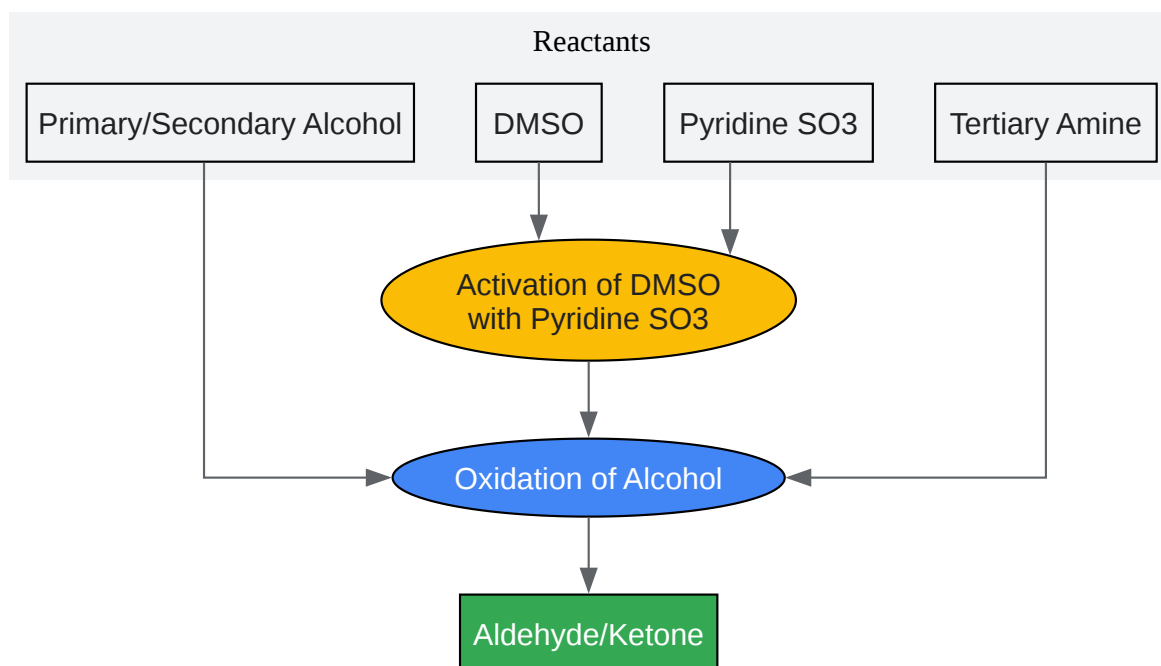 Reactants
Primary/Secondary Alcohol
DMSO
Pyridine SO3
Tertiary Amine
Activation of DMSO
with Pyridine SO3
Oxidation of Alcohol
Aldehyde/Ketone